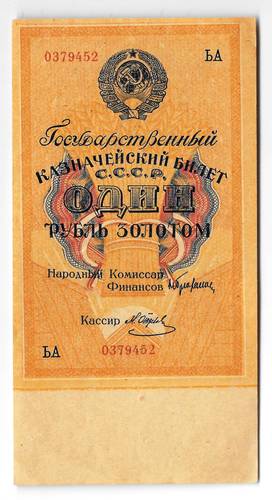 0379452 ЬА
Государственный
КАЗНАЧЕЙСКИЙ БИЛЕТ
С.С.С.Р.
ОДИН
РУБЛЬ ЗОЛОТОМ
Народный Комиссар
Финансов
Кассир
ЬА 0379452